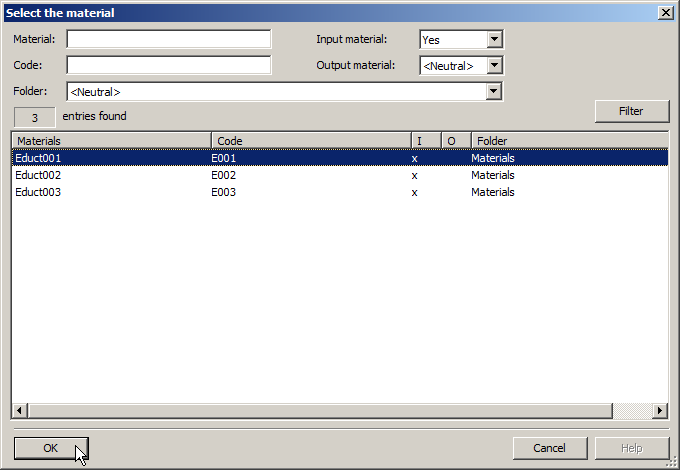 Select the material
Material: Input material: Yes
Code: Output material: <Neutral>
Folder: <Neutral>
3 entries found Filter
Materials Code I O Folder
Educt001 E001 x Materials
Educt002 E002 x Materials
Educt003 E003 x Materials
OK Cancel Help